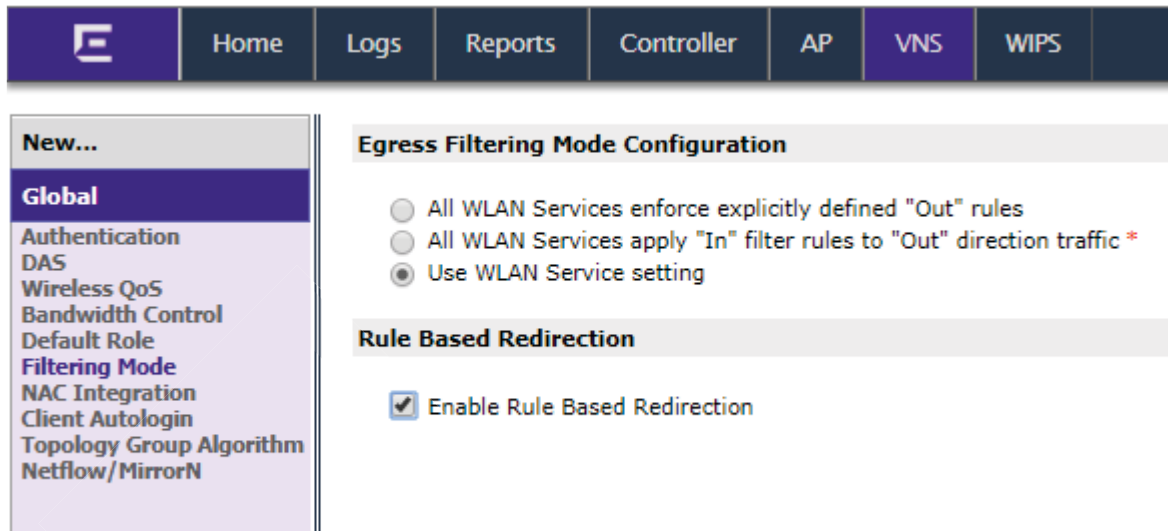 Home Logs Reports Controller AP VNS WIPS
New...
Global
Authentication
DAS
Wireless QoS
Bandwidth Control
Default Role
Filtering Mode
NAC Integration
Client Autologin
Topology Group Algorithm
Netflow/MirrorN
Egress Filtering Mode Configuration
All WLAN Services enforce explicitly defined "Out" rules
All WLAN Services apply "In" filter rules to "Out" direction traffic *
Use WLAN Service setting
Rule Based Redirection
Enable Rule Based Redirection